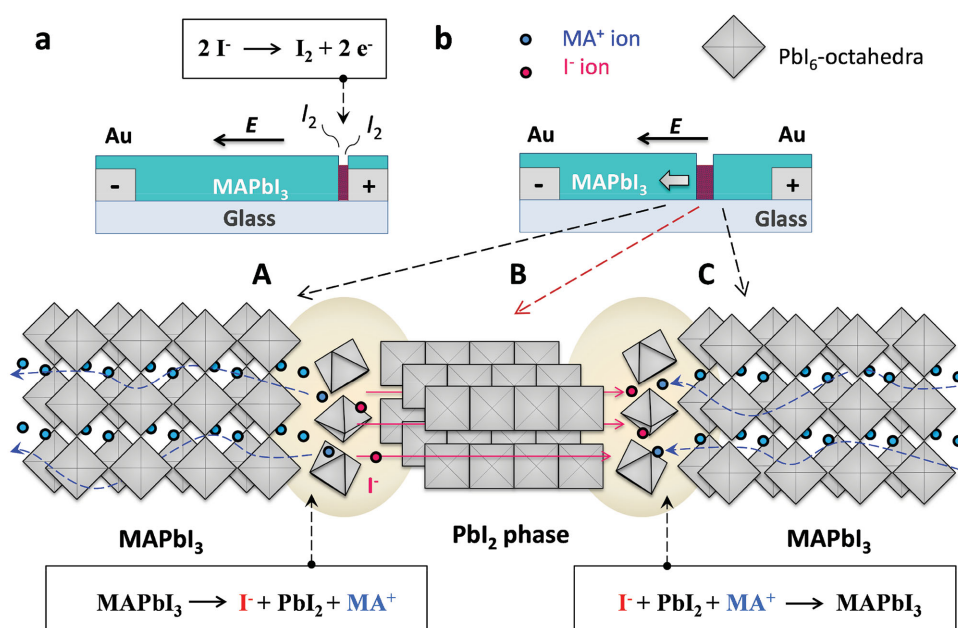 a
2 I⁻ → I₂ + 2 e⁻
I₂ I₂
E
Au
- MAPbI₃ +
Glass
b
MA⁺ ion
I⁻ ion
PbI₆-octahedra
E
Au Au
- MAPbI₃ +
Glass
A B C
I⁻
MAPbI₃ PbI₂ phase MAPbI₃
MAPbI₃ → I⁻ + PbI₂ + MA⁺
I⁻ + PbI₂ + MA⁺ → MAPbI₃